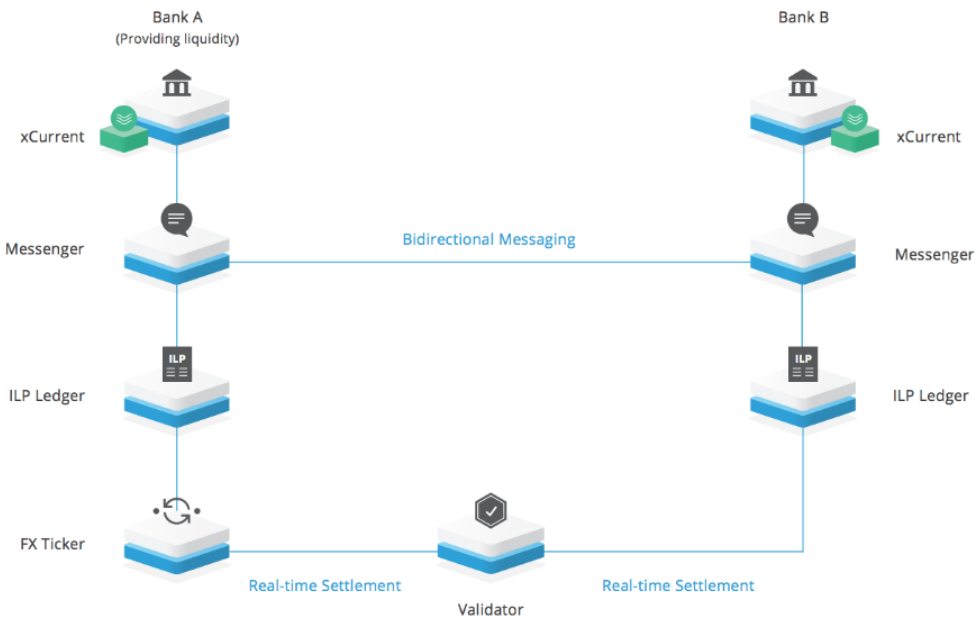 Bank A
(Providing liquidity)
Bank B
xCurrent
xCurrent
Messenger
Bidirectional Messaging
Messenger
ILP
ILP
ILP Ledger
ILP Ledger
FX Ticker
Real-time Settlement
Real-time Settlement
Validator